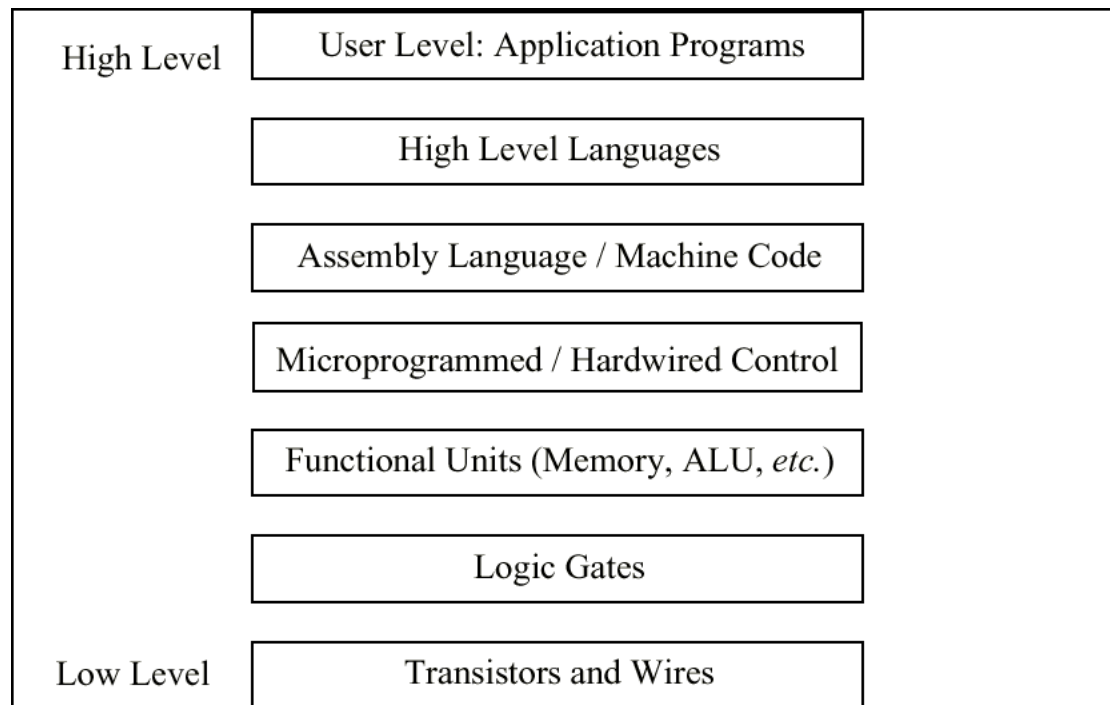 High Level
User Level: Application Programs
High Level Languages
Assembly Language / Machine Code
Microprogrammed / Hardwired Control
Functional Units (Memory, ALU, etc.)
Logic Gates
Low Level
Transistors and Wires